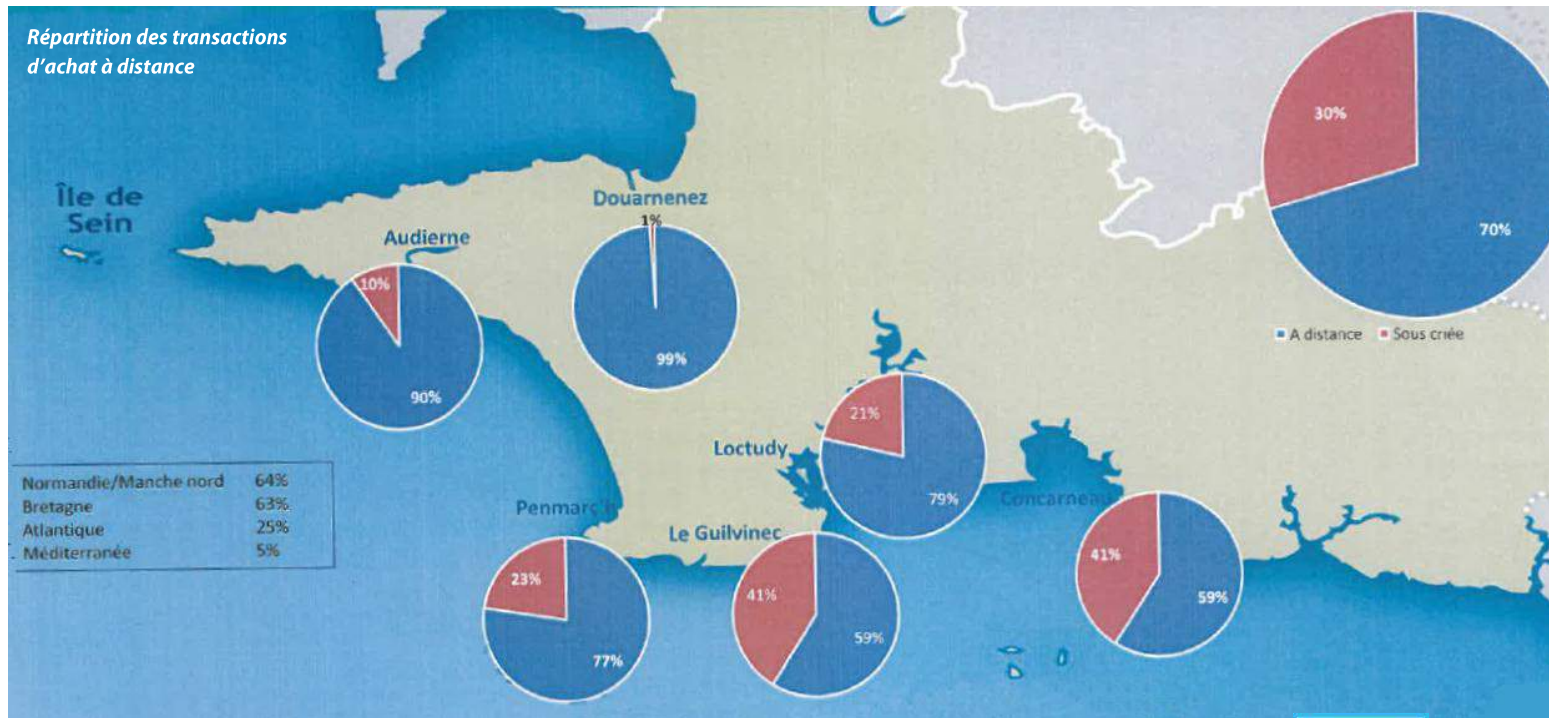 Répartition des transactions
d'achat à distance
Île de
Sein
Audierne
10%
90%
Douarnenez
1%
99%
30%
70%
A distance Sous criée
Loctudy
21%
79%
Normandie/Manche nord 64%
Bretagne 63%
Atlantique 25%
Méditerranée 5%
Penmarc'h
23%
77%
Le Guilvinec
41%
59%
Concarneau
41%
59%